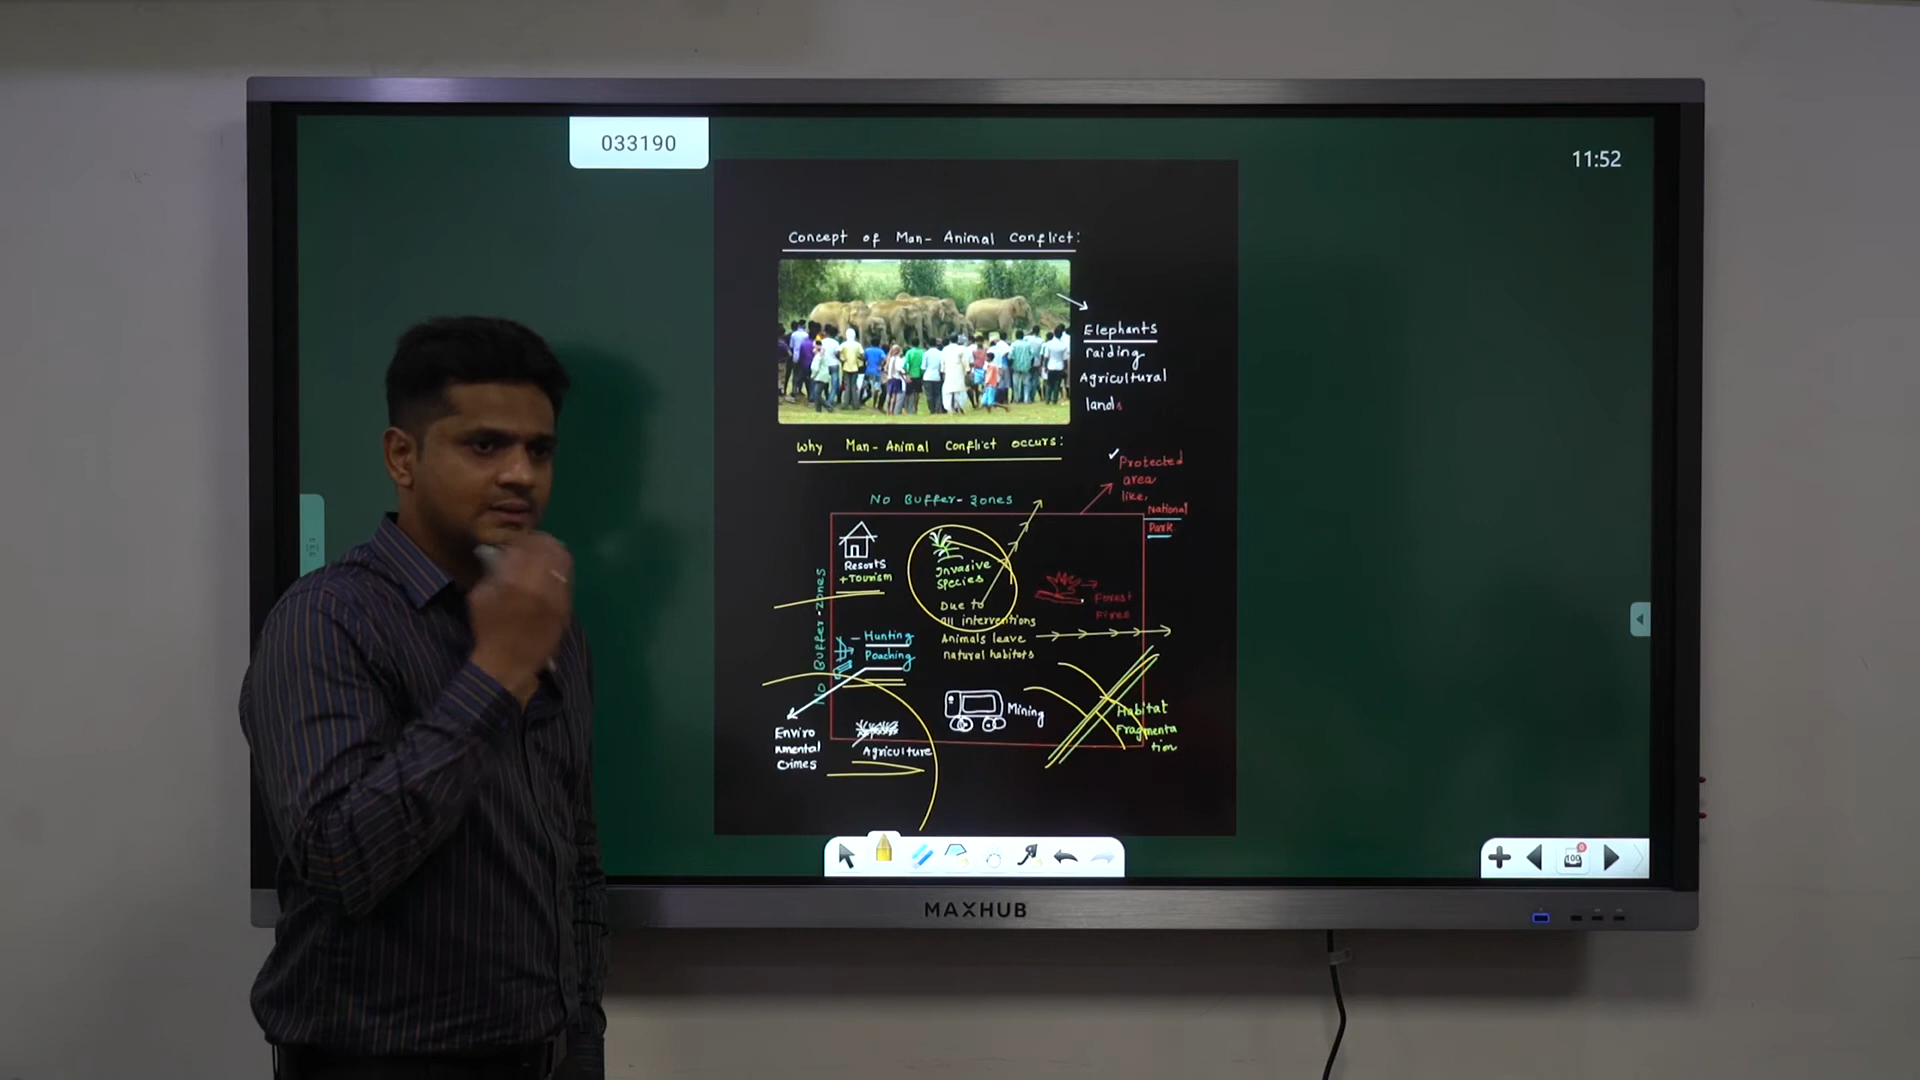 033190
11:52
Concept of Man- Animal Conflict:
Elephants
raiding
Agricultural
lands
Why Man- Animal Conflict occurs:
Protected
area
like,
National
Park
No Buffer-zones
No Buffer-zones
Resorts
+Tourism
Invasive
Species
Forest
Fires
Due to
all interventions
Animals leave
natural habitats
Hunting
Poaching
Mining
Habitat
Fragmenta
tion
Enviro
nmental
Crimes
Agriculture
100
0
MAXHUB